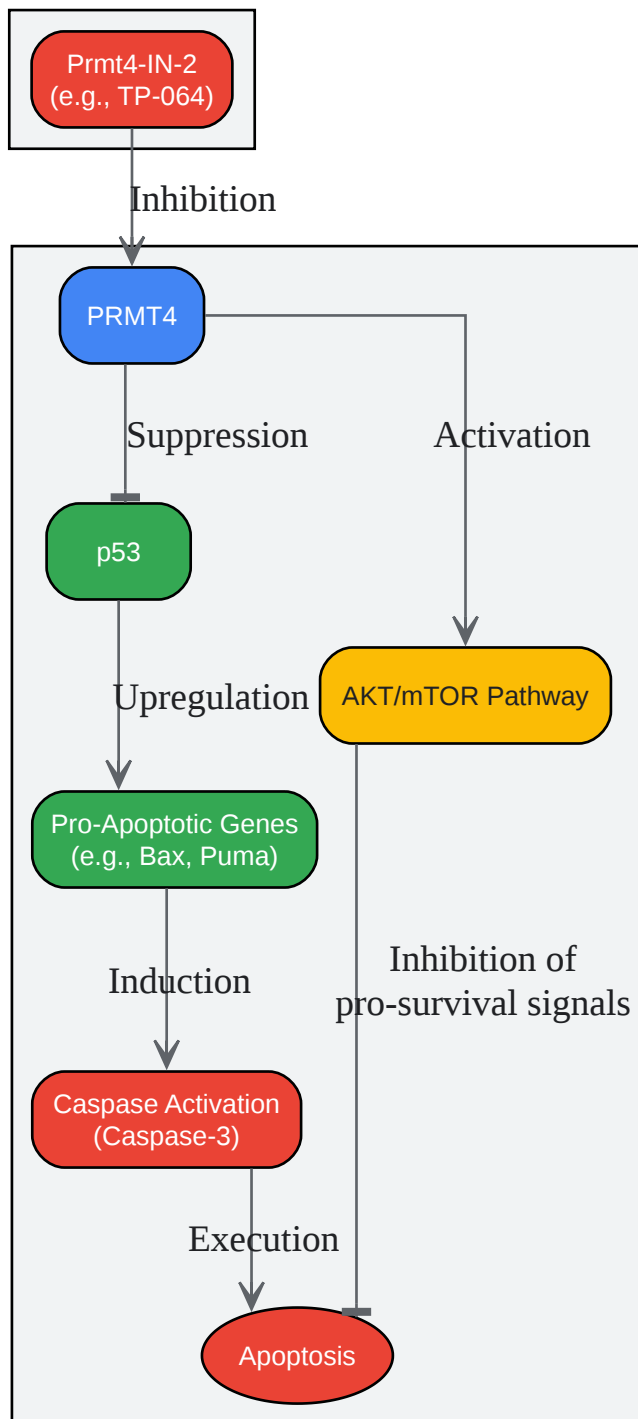 Prmt4-IN-2
(e.g., TP-064)
Inhibition
PRMT4
Suppression
Activation
p53
Upregulation
AKT/mTOR Pathway
Pro-Apoptotic Genes
(e.g., Bax, Puma)
Induction
Inhibition of
pro-survival signals
Caspase Activation
(Caspase-3)
Execution
Apoptosis